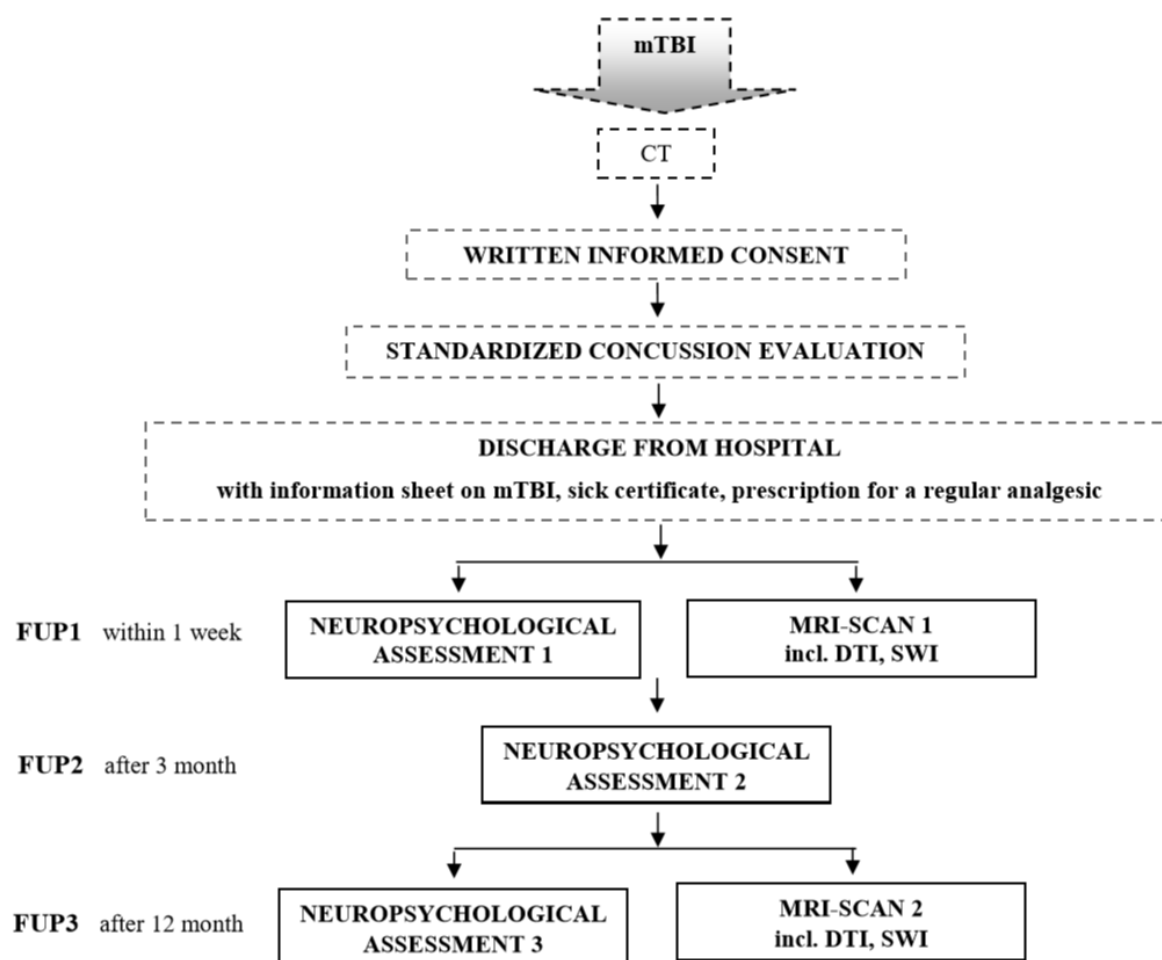 mTBI
CT
WRITTEN INFORMED CONSENT
STANDARDIZED CONCUSSION EVALUATION
DISCHARGE FROM HOSPITAL
with information sheet on mTBI, sick certificate, prescription for a regular analgesic
FUP1 within 1 week
NEUROPSYCHOLOGICAL
ASSESSMENT 1
MRI-SCAN 1
incl. DTI, SWI
FUP2 after 3 month
NEUROPSYCHOLOGICAL
ASSESSMENT 2
FUP3 after 12 month
NEUROPSYCHOLOGICAL
ASSESSMENT 3
MRI-SCAN 2
incl. DTI, SWI